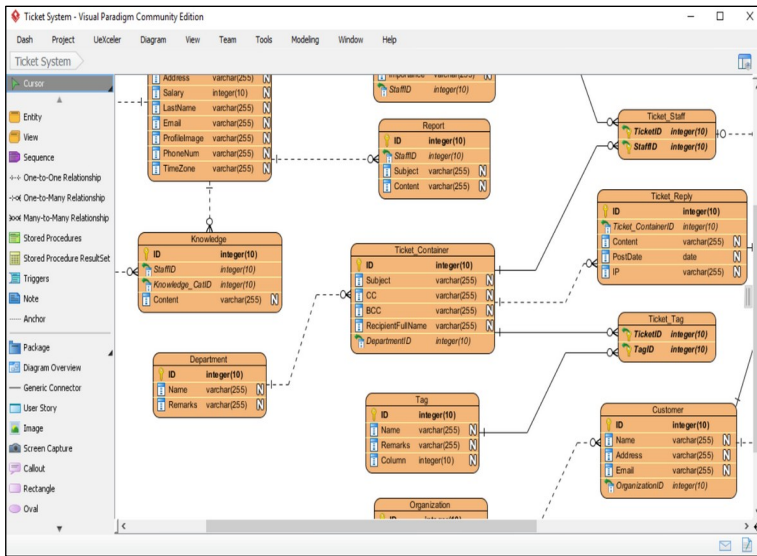 Ticket System - Visual Paradigm Community Edition
Dash Project UeXceler Diagram View Team Tools Modeling Window Help
Ticket System
Cursor
Entity
View
Sequence
One-to-One Relationship
One-to-Many Relationship
Many-to-Many Relationship
Stored Procedures
Stored Procedure ResultSet
Triggers
Note
Anchor
Package
Diagram Overview
Generic Connector
User Story
Image
Screen Capture
Callout
Rectangle
Oval
Address varchar(255) N
Salary integer(10) N
LastName varchar(255) N
Email varchar(255) N
ProfileImage varchar(255) N
PhoneNum varchar(255) N
TimeZone varchar(255) N
StaffID integer(10)
Report
ID integer(10)
StaffID integer(10)
Subject varchar(255) N
Content varchar(255) N
Ticket_Staff
TicketID integer(10)
StaffID integer(10)
Knowledge
ID integer(10)
StaffID integer(10)
Knowledge_CatID integer(10)
Content varchar(255) N
Ticket_Container
ID integer(10)
Subject varchar(255) N
CC varchar(255) N
BCC varchar(255) N
RecipientFullName varchar(255) N
DepartmentID integer(10)
Ticket_Reply
ID integer(10)
Ticket_ContainerID integer(10)
Content varchar(255) N
PostDate date N
IP varchar(255) N
Ticket_Tag
TicketID integer(10)
TagID integer(10)
Department
ID integer(10)
Name varchar(255) N
Remarks varchar(255) N
Tag
ID integer(10)
Name varchar(255) N
Remarks varchar(255) N
Column integer(10) N
Customer
ID integer(10)
Name varchar(255) N
Address varchar(255) N
Email varchar(255) N
OrganizationID integer(10)
Organization